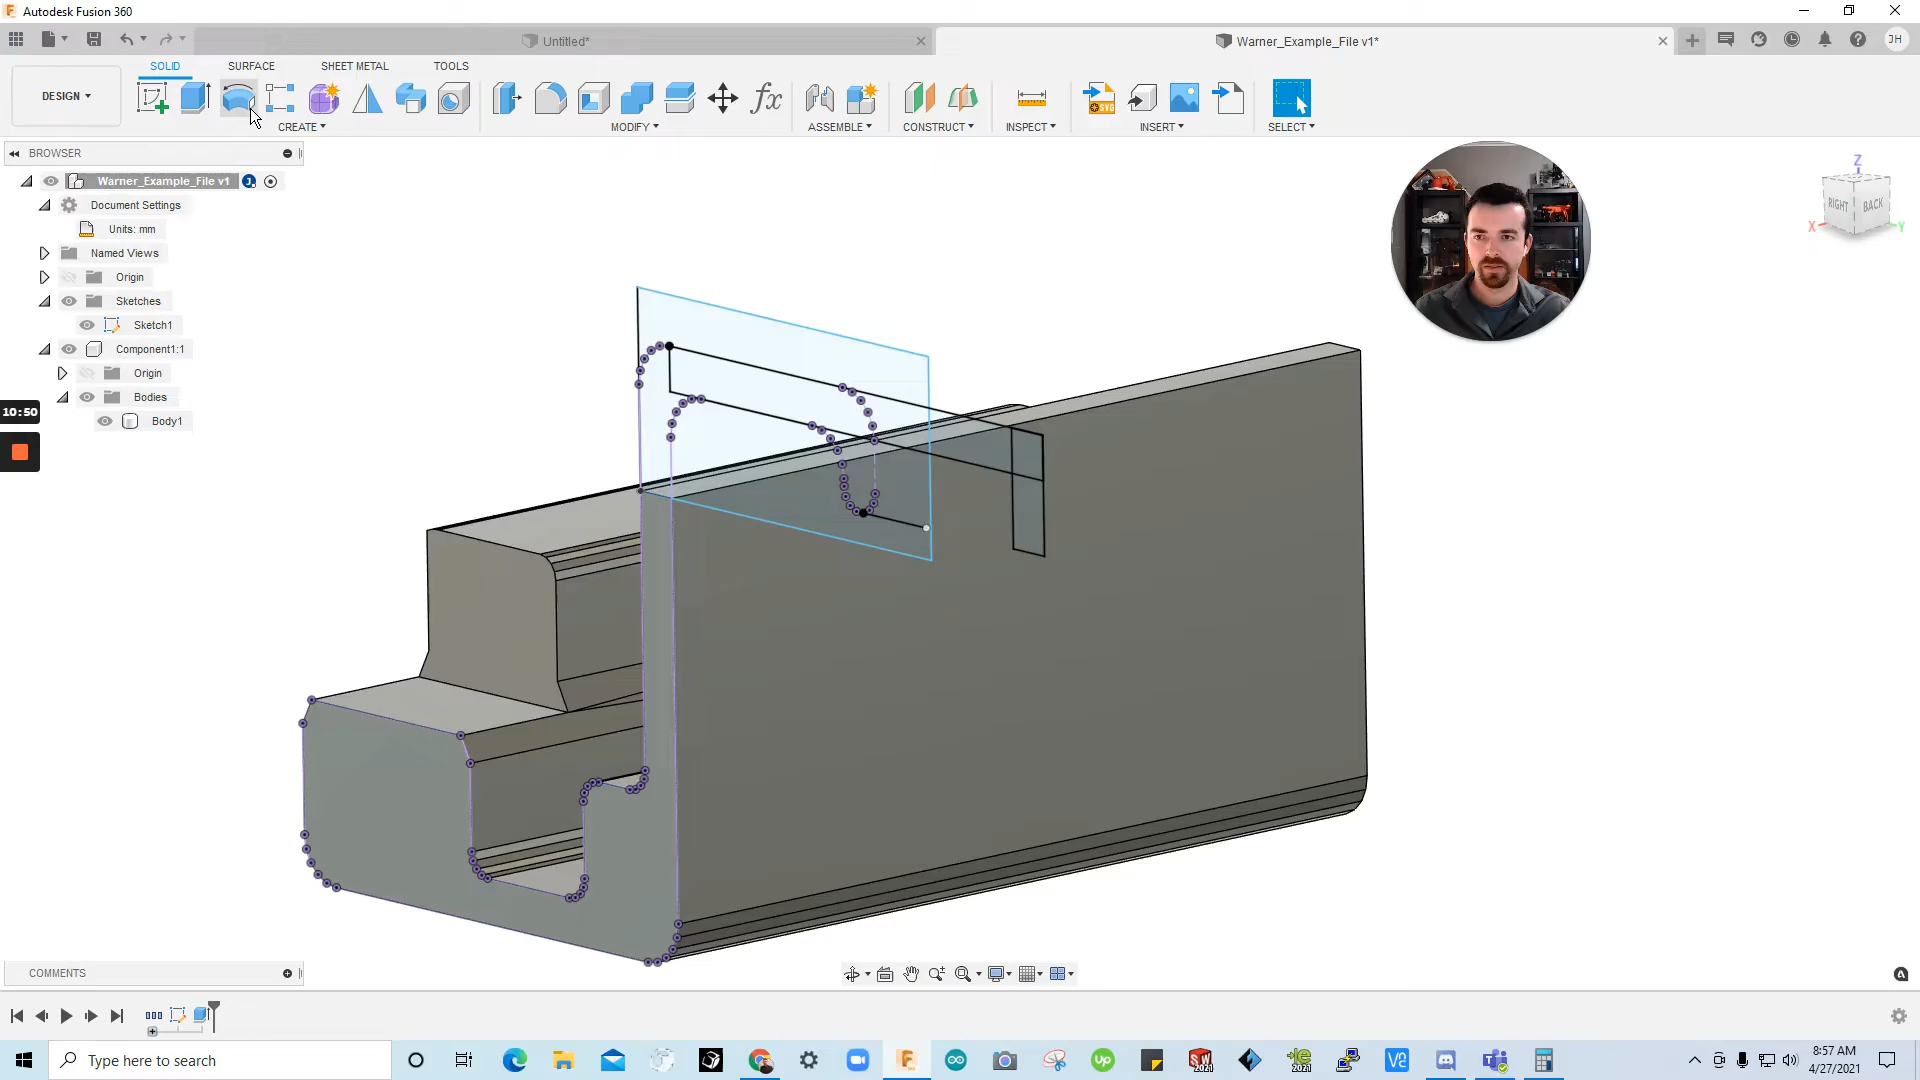 Autodesk Fusion 360
Untitled*
Warner_Example_File v1*
JH
DESIGN
SOLID
SURFACE
SHEET METAL
TOOLS
CREATE
MODIFY
ASSEMBLE
CONSTRUCT
INSPECT
INSERT
SELECT
BROWSER
Warner_Example_File v1
Document Settings
Units: mm
Named Views
Origin
Sketches
Sketch1
Component1:1
Origin
Bodies
Body1
10:50
Z
RIGHT
BACK
X
Y
COMMENTS
Type here to search
8:57 AM
4/27/2021